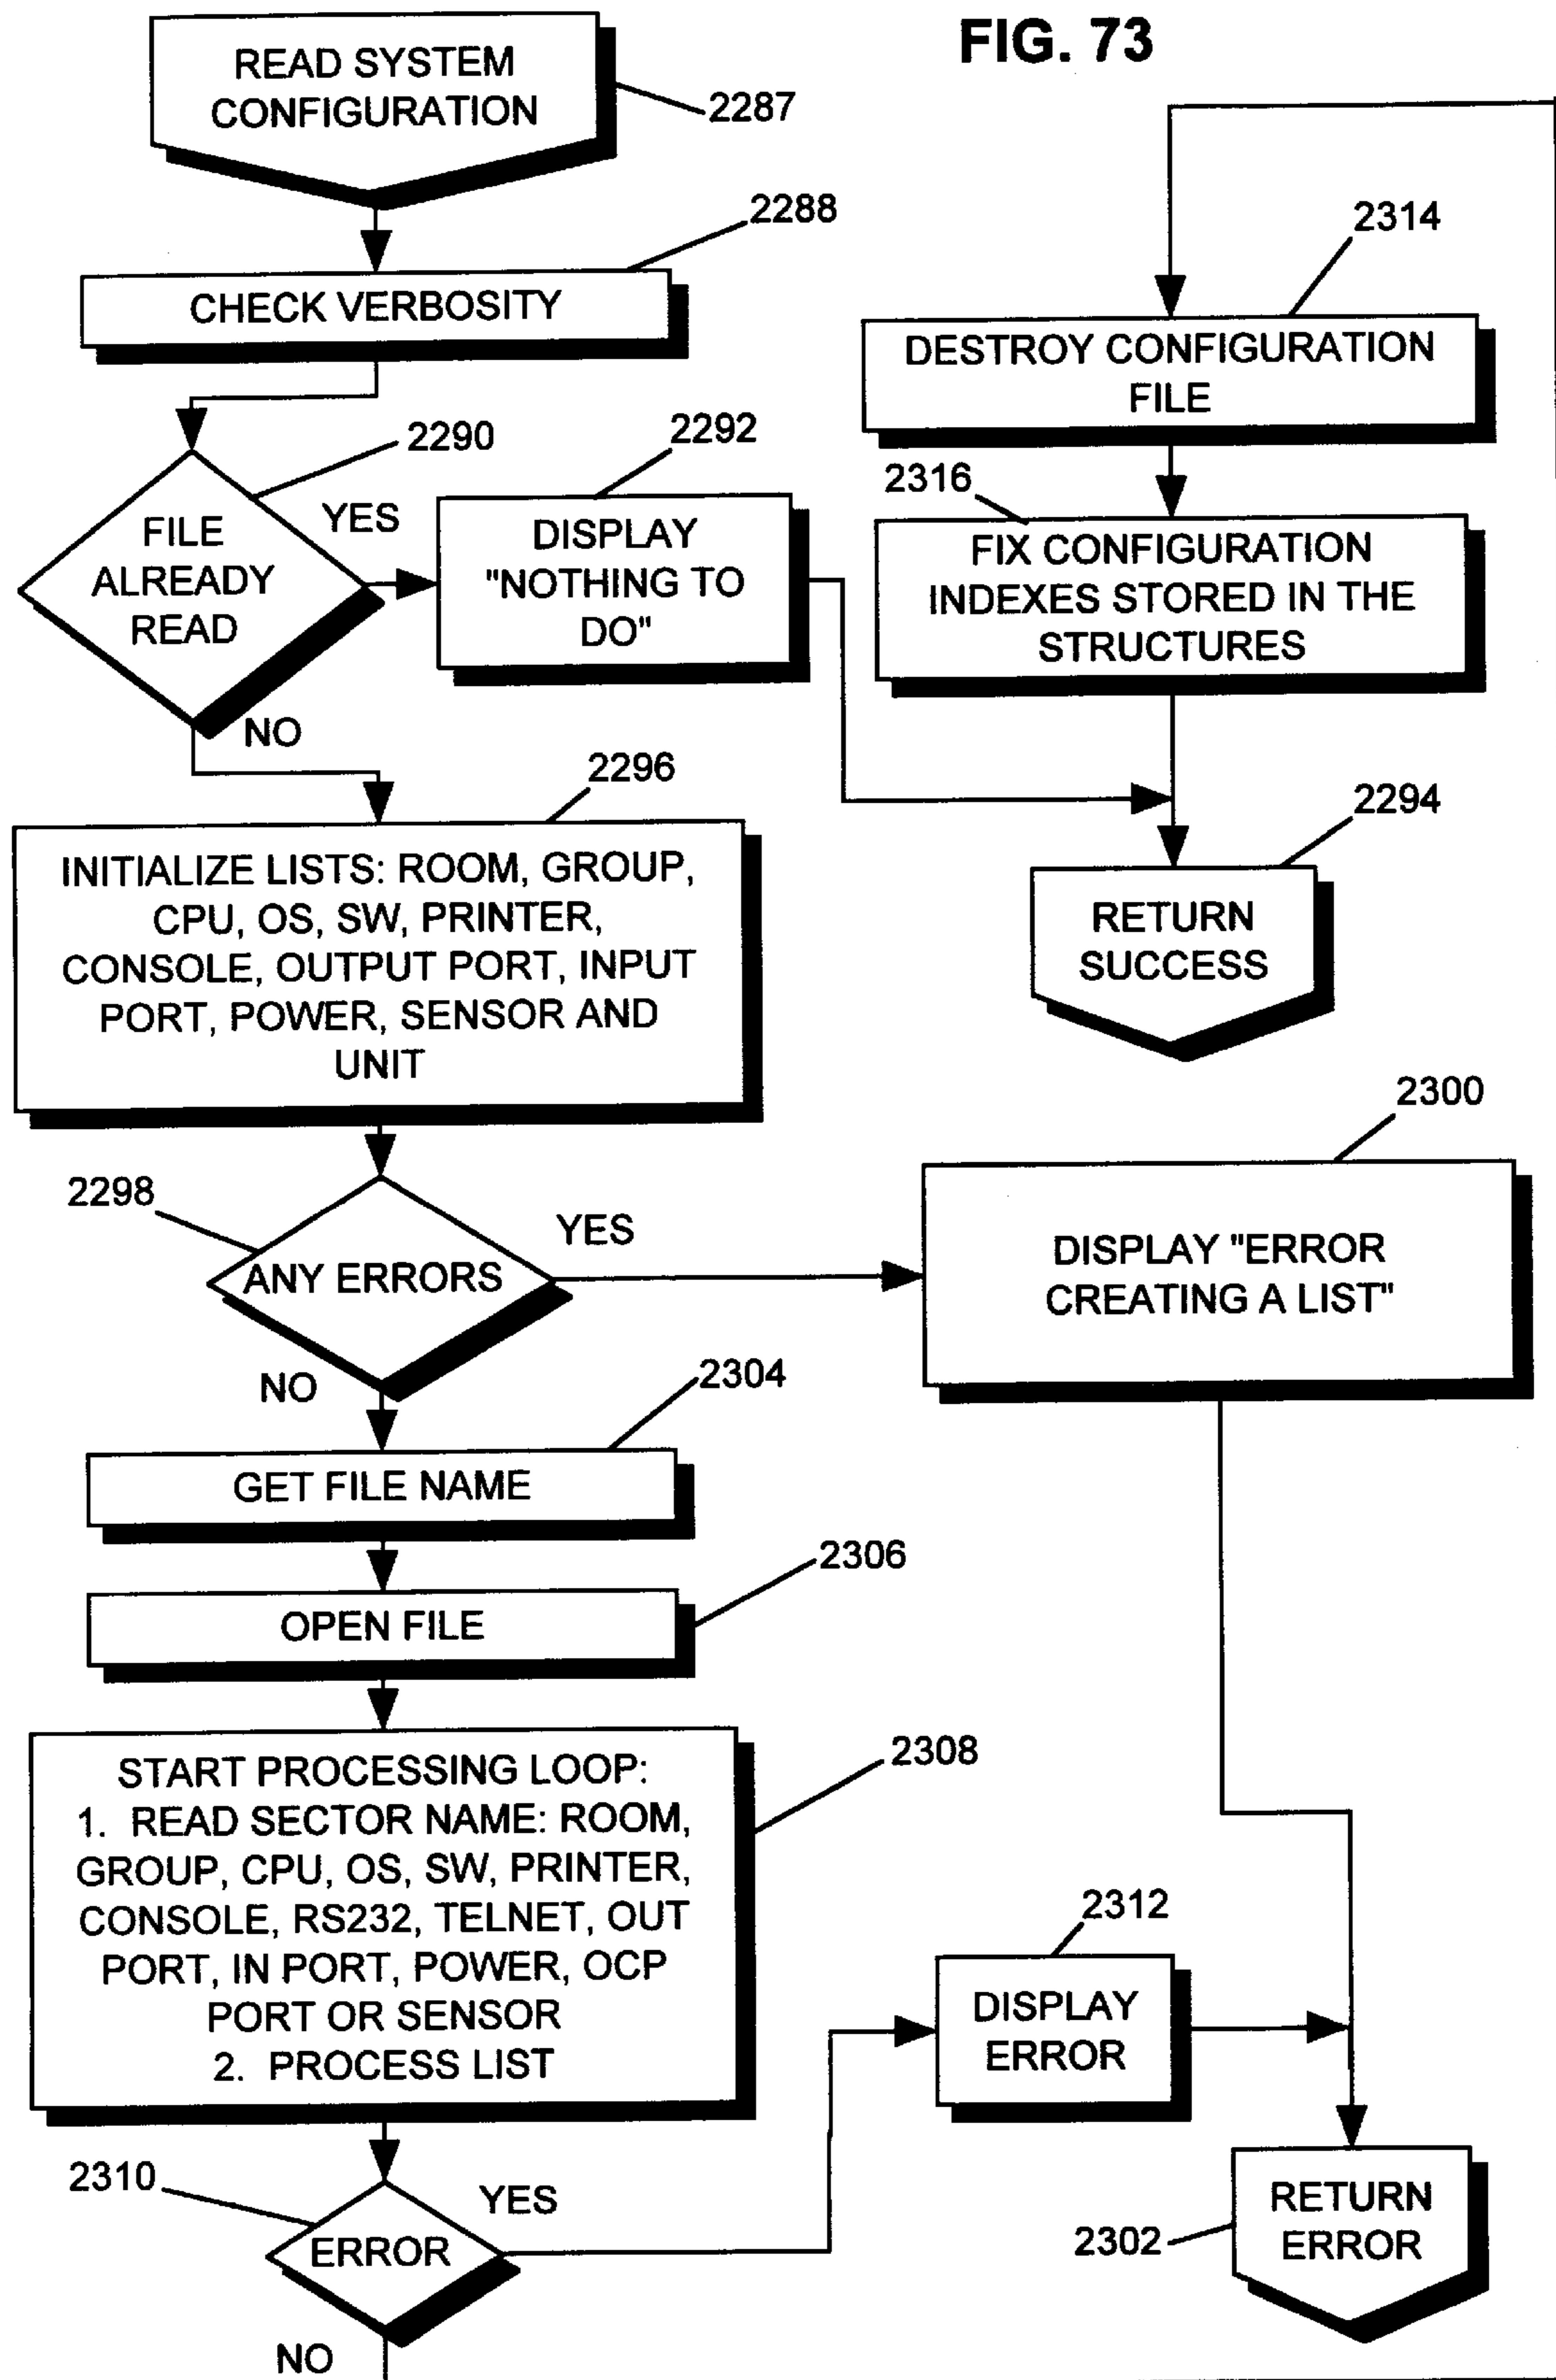 FIG. 73
READ SYSTEM
CONFIGURATION
2287
2288
CHECK VERBOSITY
2290
FILE
ALREADY
READ
YES
NO
2292
DISPLAY
"NOTHING TO
DO"
2314
DESTROY CONFIGURATION
FILE
2316
FIX CONFIGURATION
INDEXES STORED IN THE
STRUCTURES
2294
RETURN
SUCCESS
2296
INITIALIZE LISTS: ROOM, GROUP,
CPU, OS, SW, PRINTER,
CONSOLE, OUTPUT PORT, INPUT
PORT, POWER, SENSOR AND
UNIT
2298
ANY ERRORS
YES
NO
2300
DISPLAY "ERROR
CREATING A LIST"
2304
GET FILE NAME
2306
OPEN FILE
2308
START PROCESSING LOOP:
1. READ SECTOR NAME: ROOM,
GROUP, CPU, OS, SW, PRINTER,
CONSOLE, RS232, TELNET, OUT
PORT, IN PORT, POWER, OCP
PORT OR SENSOR
2. PROCESS LIST
2310
ERROR
YES
NO
2312
DISPLAY
ERROR
2302
RETURN
ERROR